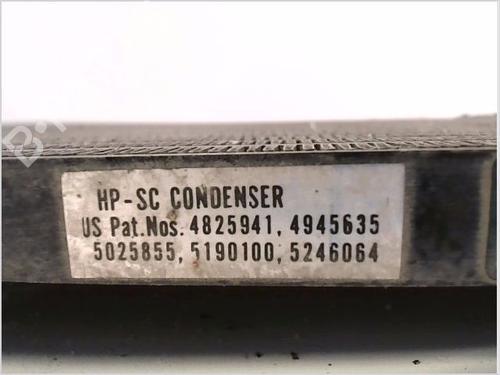 HP-SC CONDENSER
US Pat.Nos. 4825941, 4945635
5025855, 5190100, 5246064